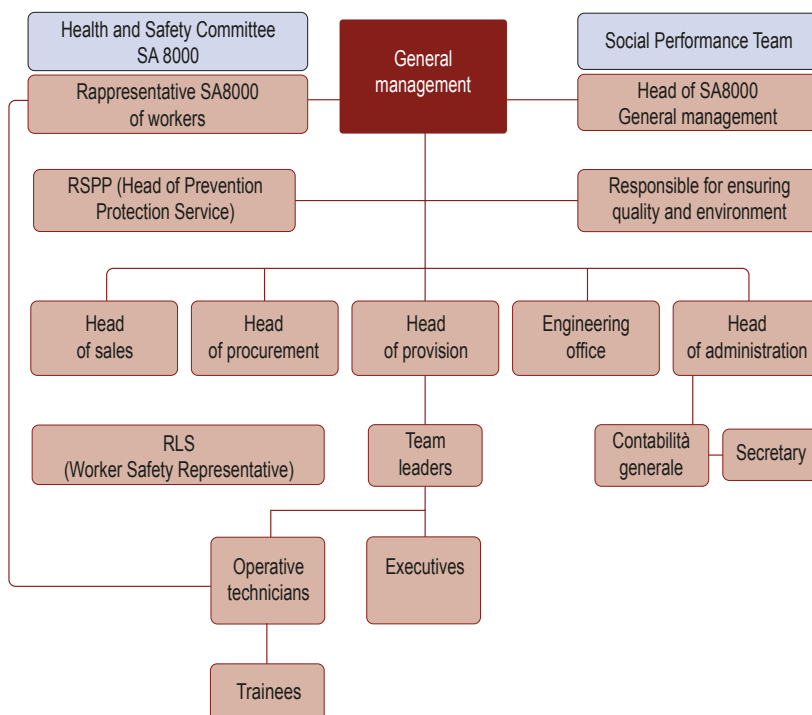 Health and Safety Committee
SA 8000
General
management
Social Performance Team
Rappresentative SA8000
of workers
Head of SA8000
General management
RSPP (Head of Prevention
Protection Service)
Responsible for ensuring
quality and environment
Head
of sales
Head
of procurement
Head
of provision
Engineering
office
Head
of administration
RLS
(Worker Safety Representative)
Team
leaders
Contabilità
generale
Secretary
Operative
technicians
Executives
Trainees